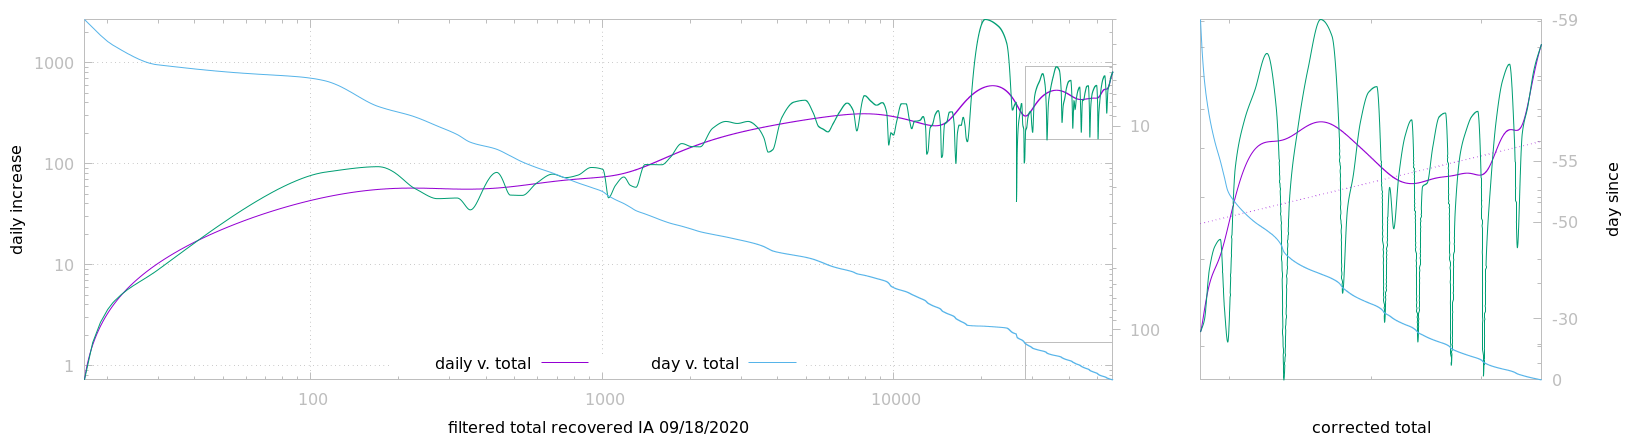 daily increase
1000
100
10
1
100
1000
10000
10
100
daily v. total
day v. total
filtered total recovered IA 09/18/2020
-59
-55
-50
-30
0
day since
corrected total